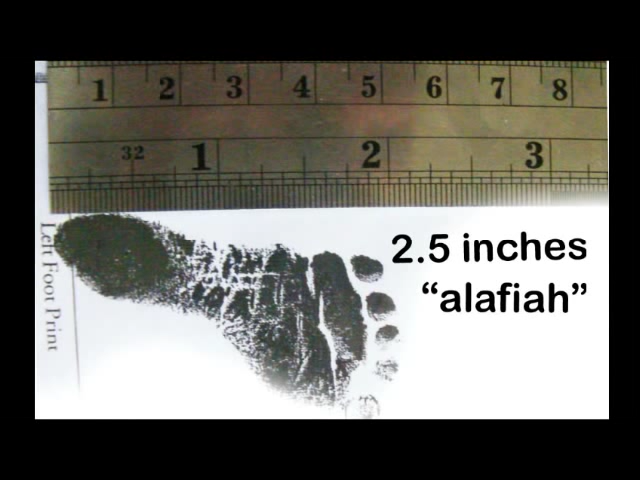 1 2 3 4 5 6 7 8
32 1 2 3
Left Foot Print
2.5 inches
“alafiah”